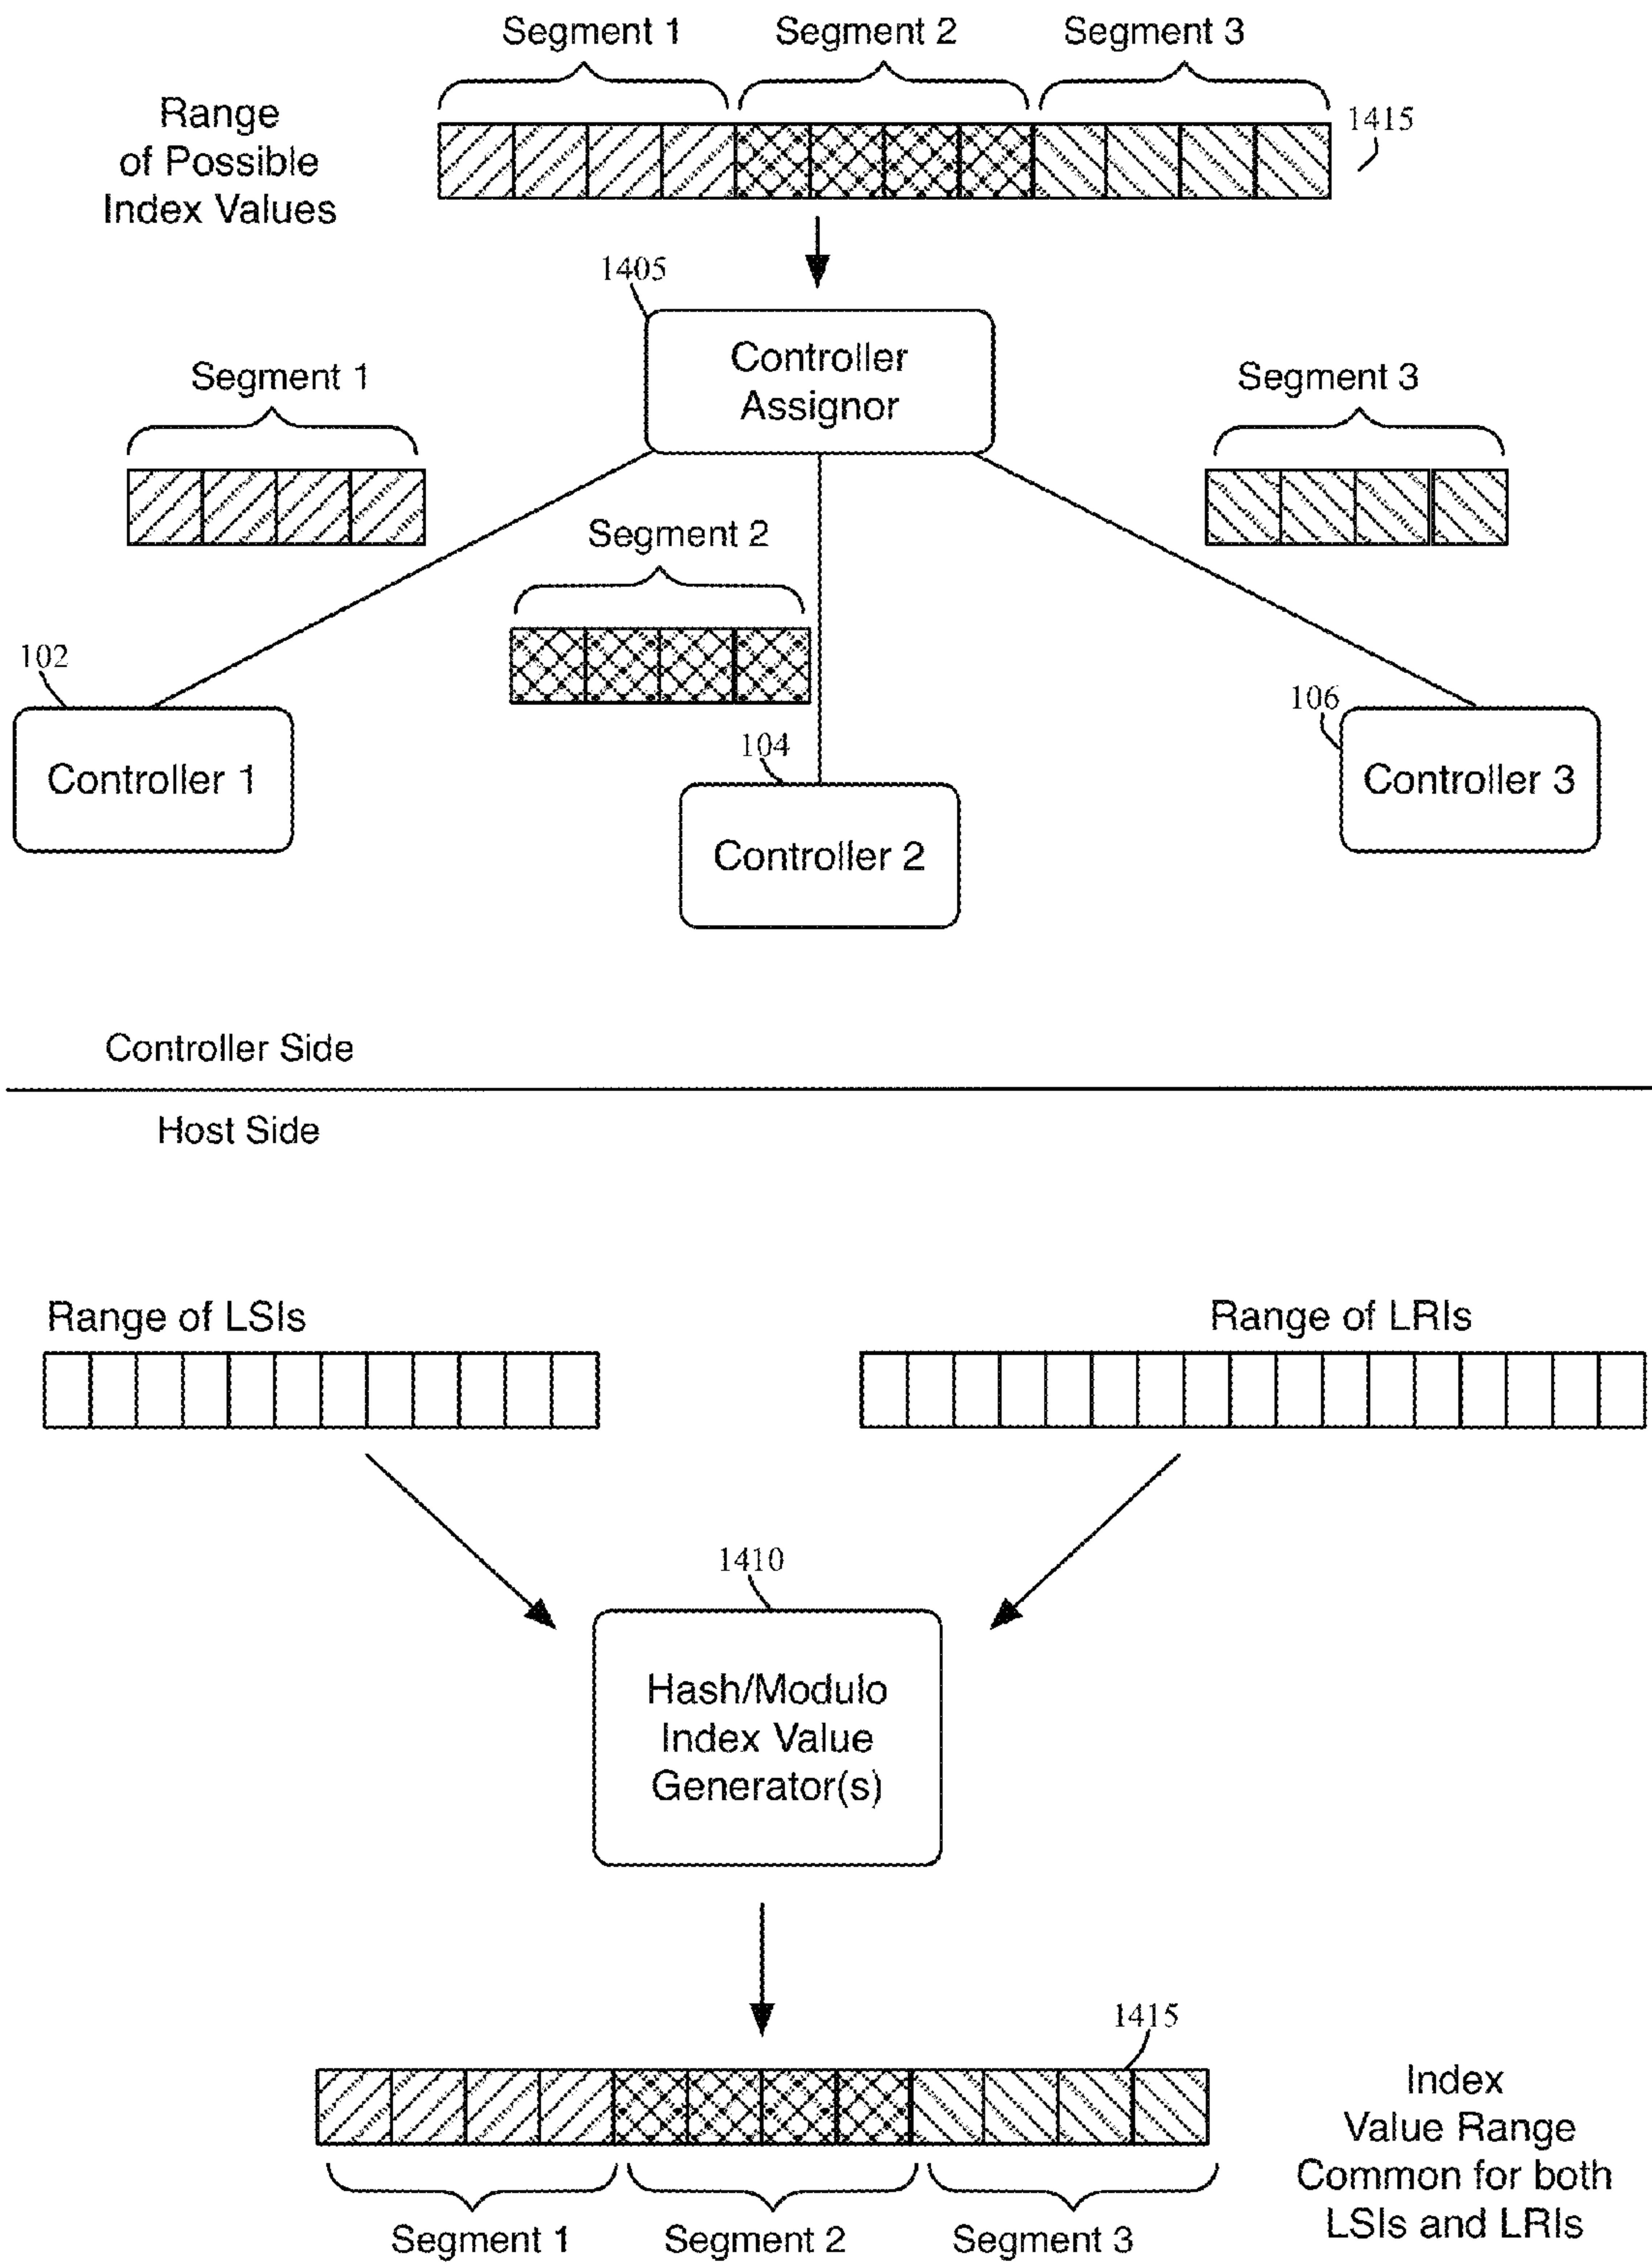 Segment 1
Segment 2
Segment 3
Range
of Possible
Index Values
1415
1405
Controller
Assignor
Segment 1
Segment 3
Segment 2
102
106
104
Controller 1
Controller 3
Controller 2
Controller Side
Host Side
Range of LSIs
Range of LRIs
1410
Hash/Modulo
Index Value
Generator(s)
1415
Index
Value Range
Common for both
LSIs and LRIs
Segment 1
Segment 2
Segment 3